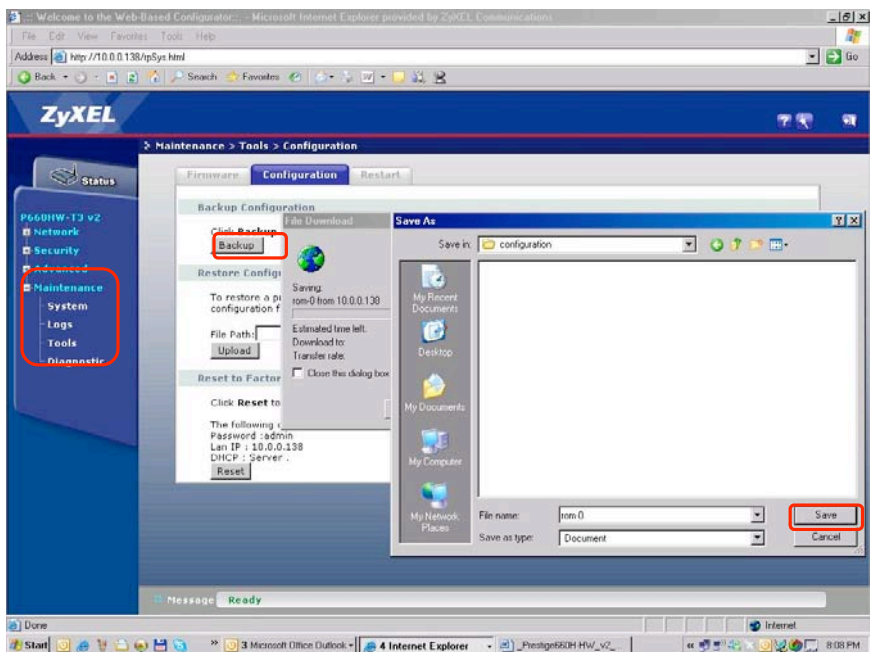 .:: Welcome to the Web-Based Configurator::. - Microsoft Internet Explorer provided by ZyXEL Communications
File Edit View Favorites Tools Help
Address http://10.0.0.138/rpSys.html Go
Back Search Favorites
ZyXEL
Maintenance > Tools > Configuration
Status
P660HW-T3 v2
Network
Security
Advanced
Maintenance
System
Logs
Tools
Diagnostic
Firmware Configuration Restart
Backup Configuration
Click Backup
Backup
Restore
To restore a
configuration
File Path:
Upload
Reset to
Click Reset to
The following
Password :admin
Lan IP : 10.0.0.138
DHCP : Server .
Reset
File Download
Saving:
rom-0 from 10.0.0.138
Estimated time left:
Download to:
Transfer rate:
Close this dialog box
Save As
Save in: configuration
My Recent Documents
Desktop
My Documents
My Computer
My Network Places
File name: rom-0 Save
Save as type: Document Cancel
Message Ready
Done Internet
Start 3 Microsoft Office Outlook 4 Internet Explorer _Prestige660H-HW_v2_... 8:08 PM